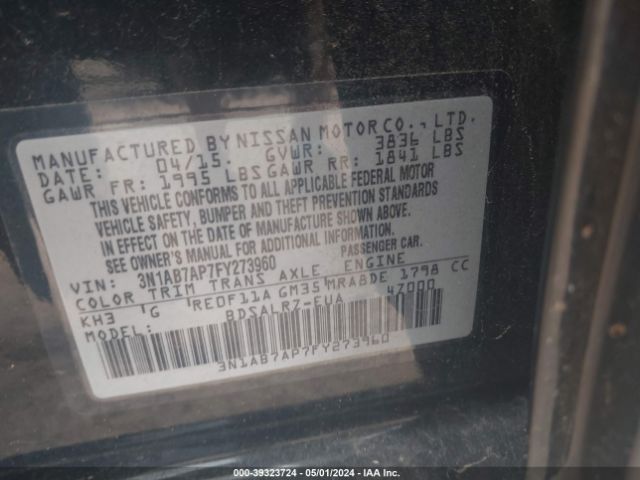 MANUFACTURED BY NISSAN MOTOR CO., LTD.
DATE: 04/15. GVWR: 3836 LBS
GAWR FR: 1995 LBS GAWR RR: 1841 LBS
THIS VEHICLE CONFORMS TO ALL APPLICABLE FEDERAL MOTOR
VEHICLE SAFETY, BUMPER AND THEFT PREVENTION STANDARDS
IN EFFECT ON THE DATE OF MANUFACTURE SHOWN ABOVE.
SEE OWNER'S MANUAL FOR ADDITIONAL INFORMATION.
VIN: 3N1AB7AP7FY273960 PASSENGER CAR.
COLOR TRIM TRANS AXLE ENGINE
KH3 G RE0F11A GM35 MRA8DE 1798 CC
MODEL: BDSALRZ-EUA 47000
3N1AB7AP7FY273960
000-39323724 - 05/01/2024 - IAA Inc.